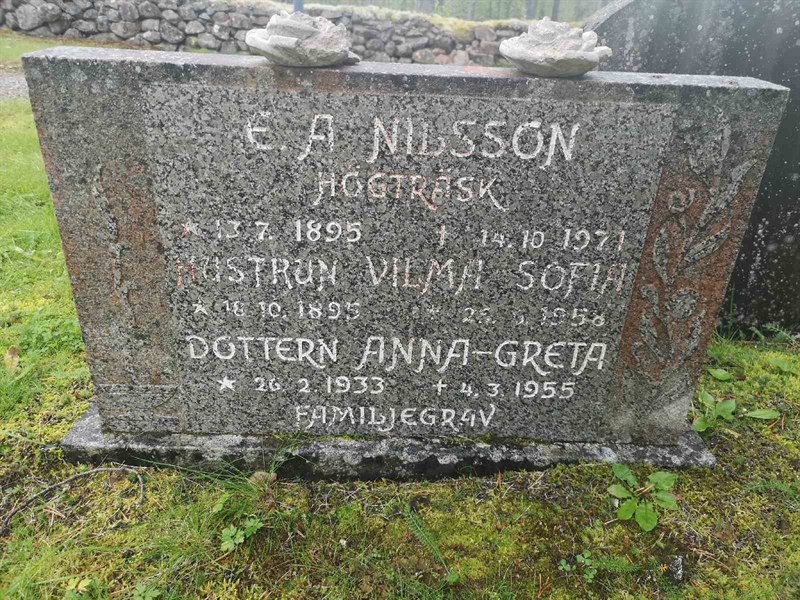 E. A NILSSON
HÖGTRÄSK
* 13. 7. 1895 † 14. 10 1971
HUSTRUN VILMA SOFIA
* 18. 10. 1895 † 1958
DOTTERN ANNA-GRETA
* 26. 2. 1933 † 4. 3. 1955
FAMILJEGRAV